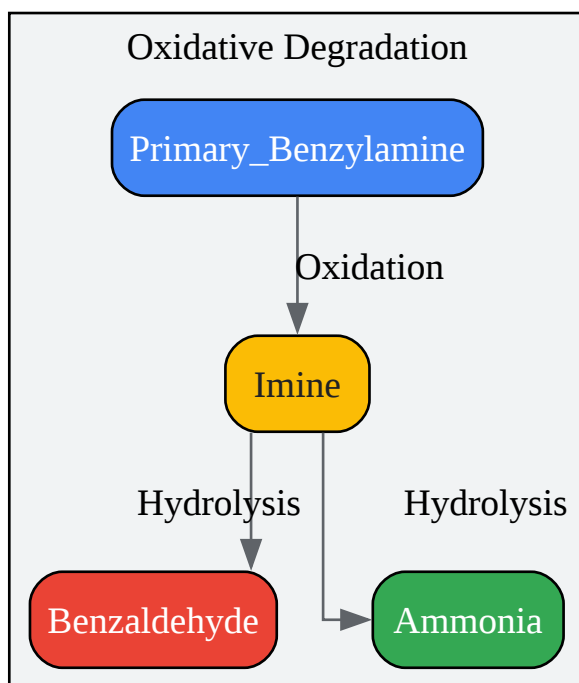 Oxidative Degradation
Primary_Benzylamine
Oxidation
Imine
Hydrolysis
Hydrolysis
Benzaldehyde
Ammonia